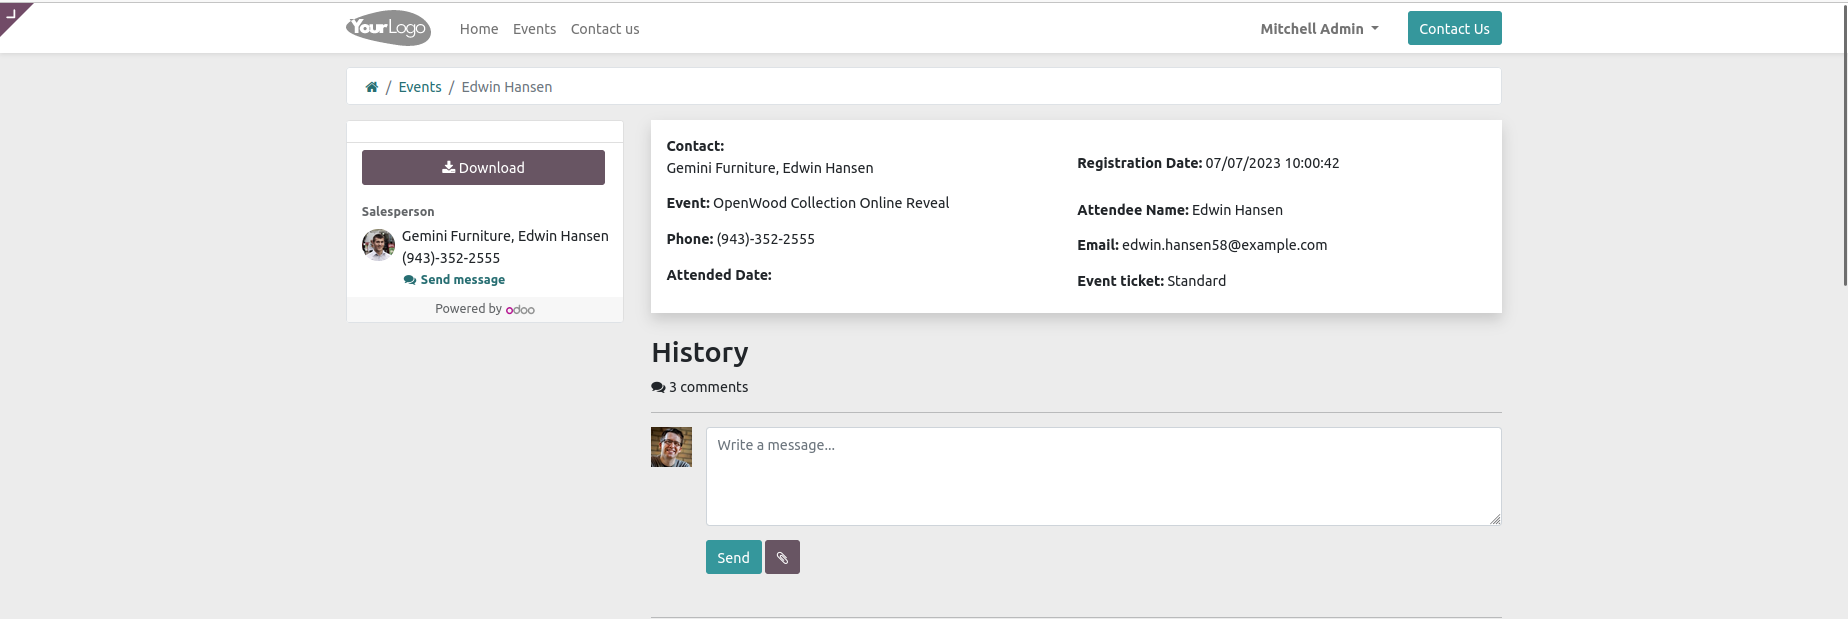 YourLogo
Home Events Contact us
Mitchell Admin
Contact Us
/ Events / Edwin Hansen
Download
Salesperson
Gemini Furniture, Edwin Hansen
(943)-352-2555
Send message
Powered by odoo
Contact:
Gemini Furniture, Edwin Hansen
Event: OpenWood Collection Online Reveal
Phone: (943)-352-2555
Attended Date:
Registration Date: 07/07/2023 10:00:42
Attendee Name: Edwin Hansen
Email: edwin.hansen58@example.com
Event ticket: Standard
History
3 comments
Write a message...
Send